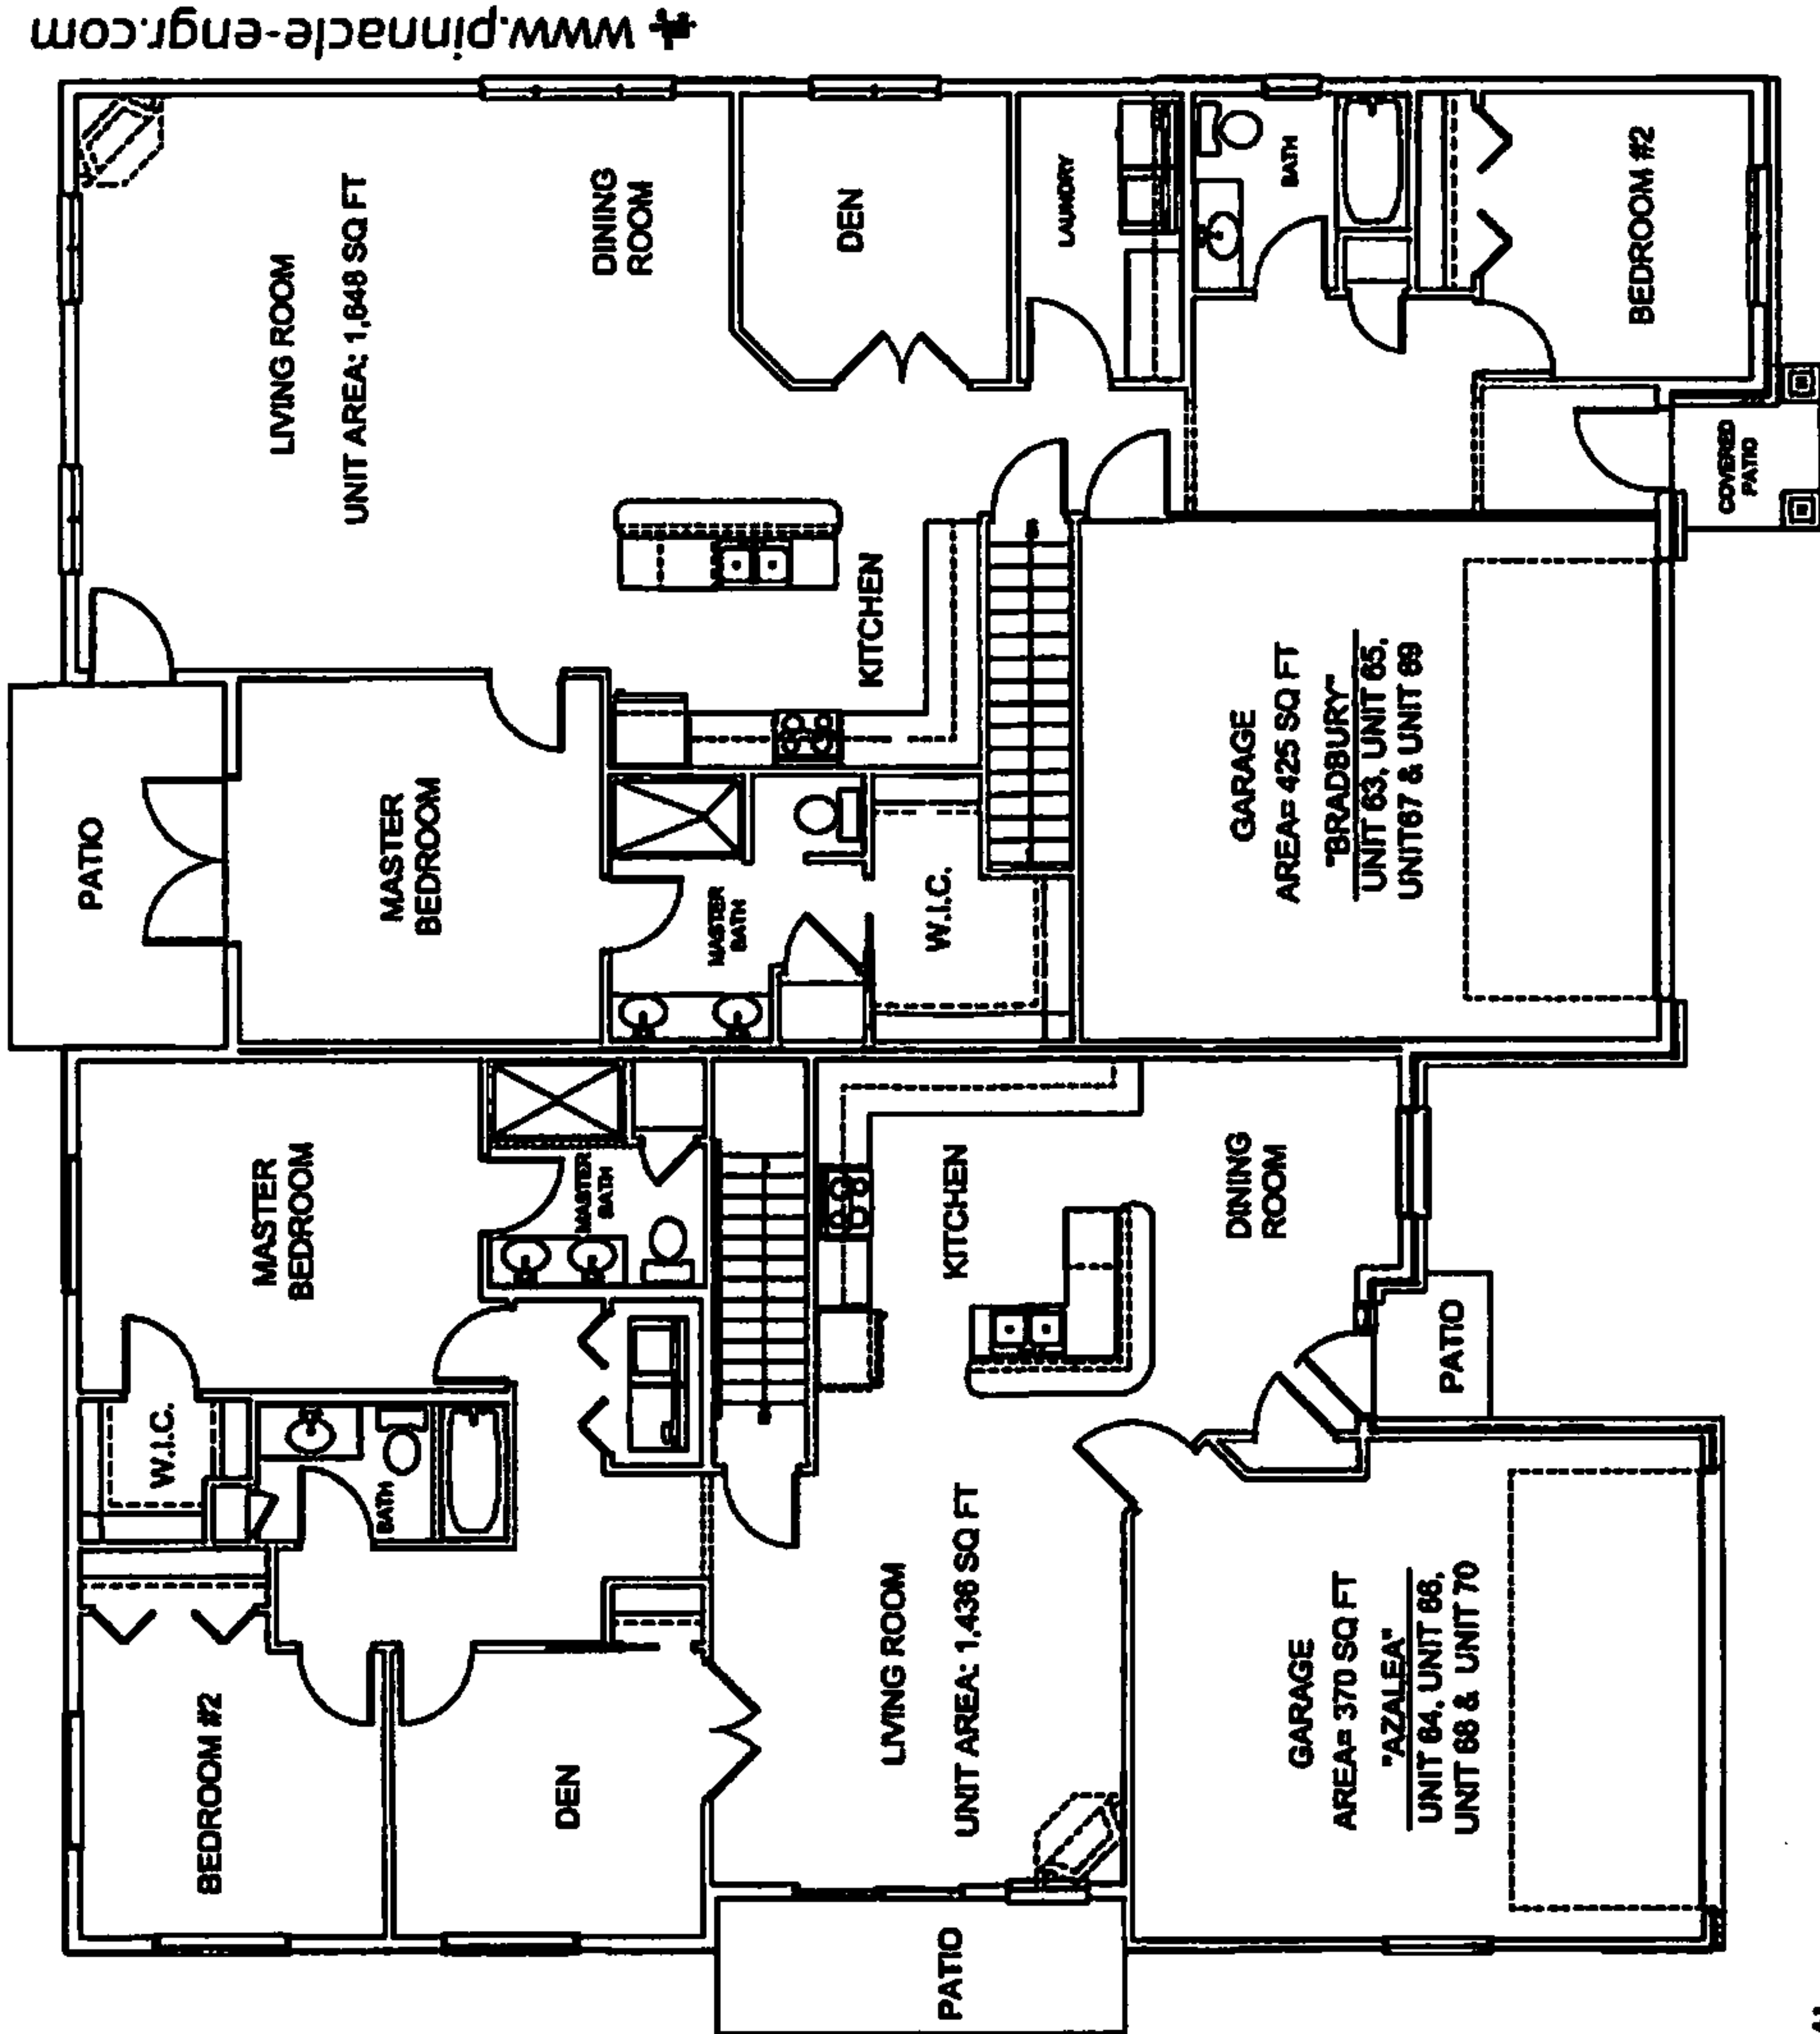 www.pinnacle-engr.com
PATIO
LIVING ROOM
UNIT AREA: 1,648 SQ FT
DINING
ROOM
DEN
LAUNDRY
BATH
BEDROOM #2
COVERED
PATIO
KITCHEN
MASTER
BEDROOM
MASTER
BATH
W.I.C.
GARAGE
AREA= 425 SQ FT
"BRADBURY"
UNIT 63, UNIT 65,
UNIT67 & UNIT 69
MASTER
BEDROOM
MASTER
BATH
W.I.C.
BATH
BEDROOM #2
DEN
KITCHEN
DINING
ROOM
PATIO
LIVING ROOM
UNIT AREA: 1,436 SQ FT
PATIO
GARAGE
AREA= 370 SQ FT
"AZALEA"
UNIT 64, UNIT 66,
UNIT 68 & UNIT 70